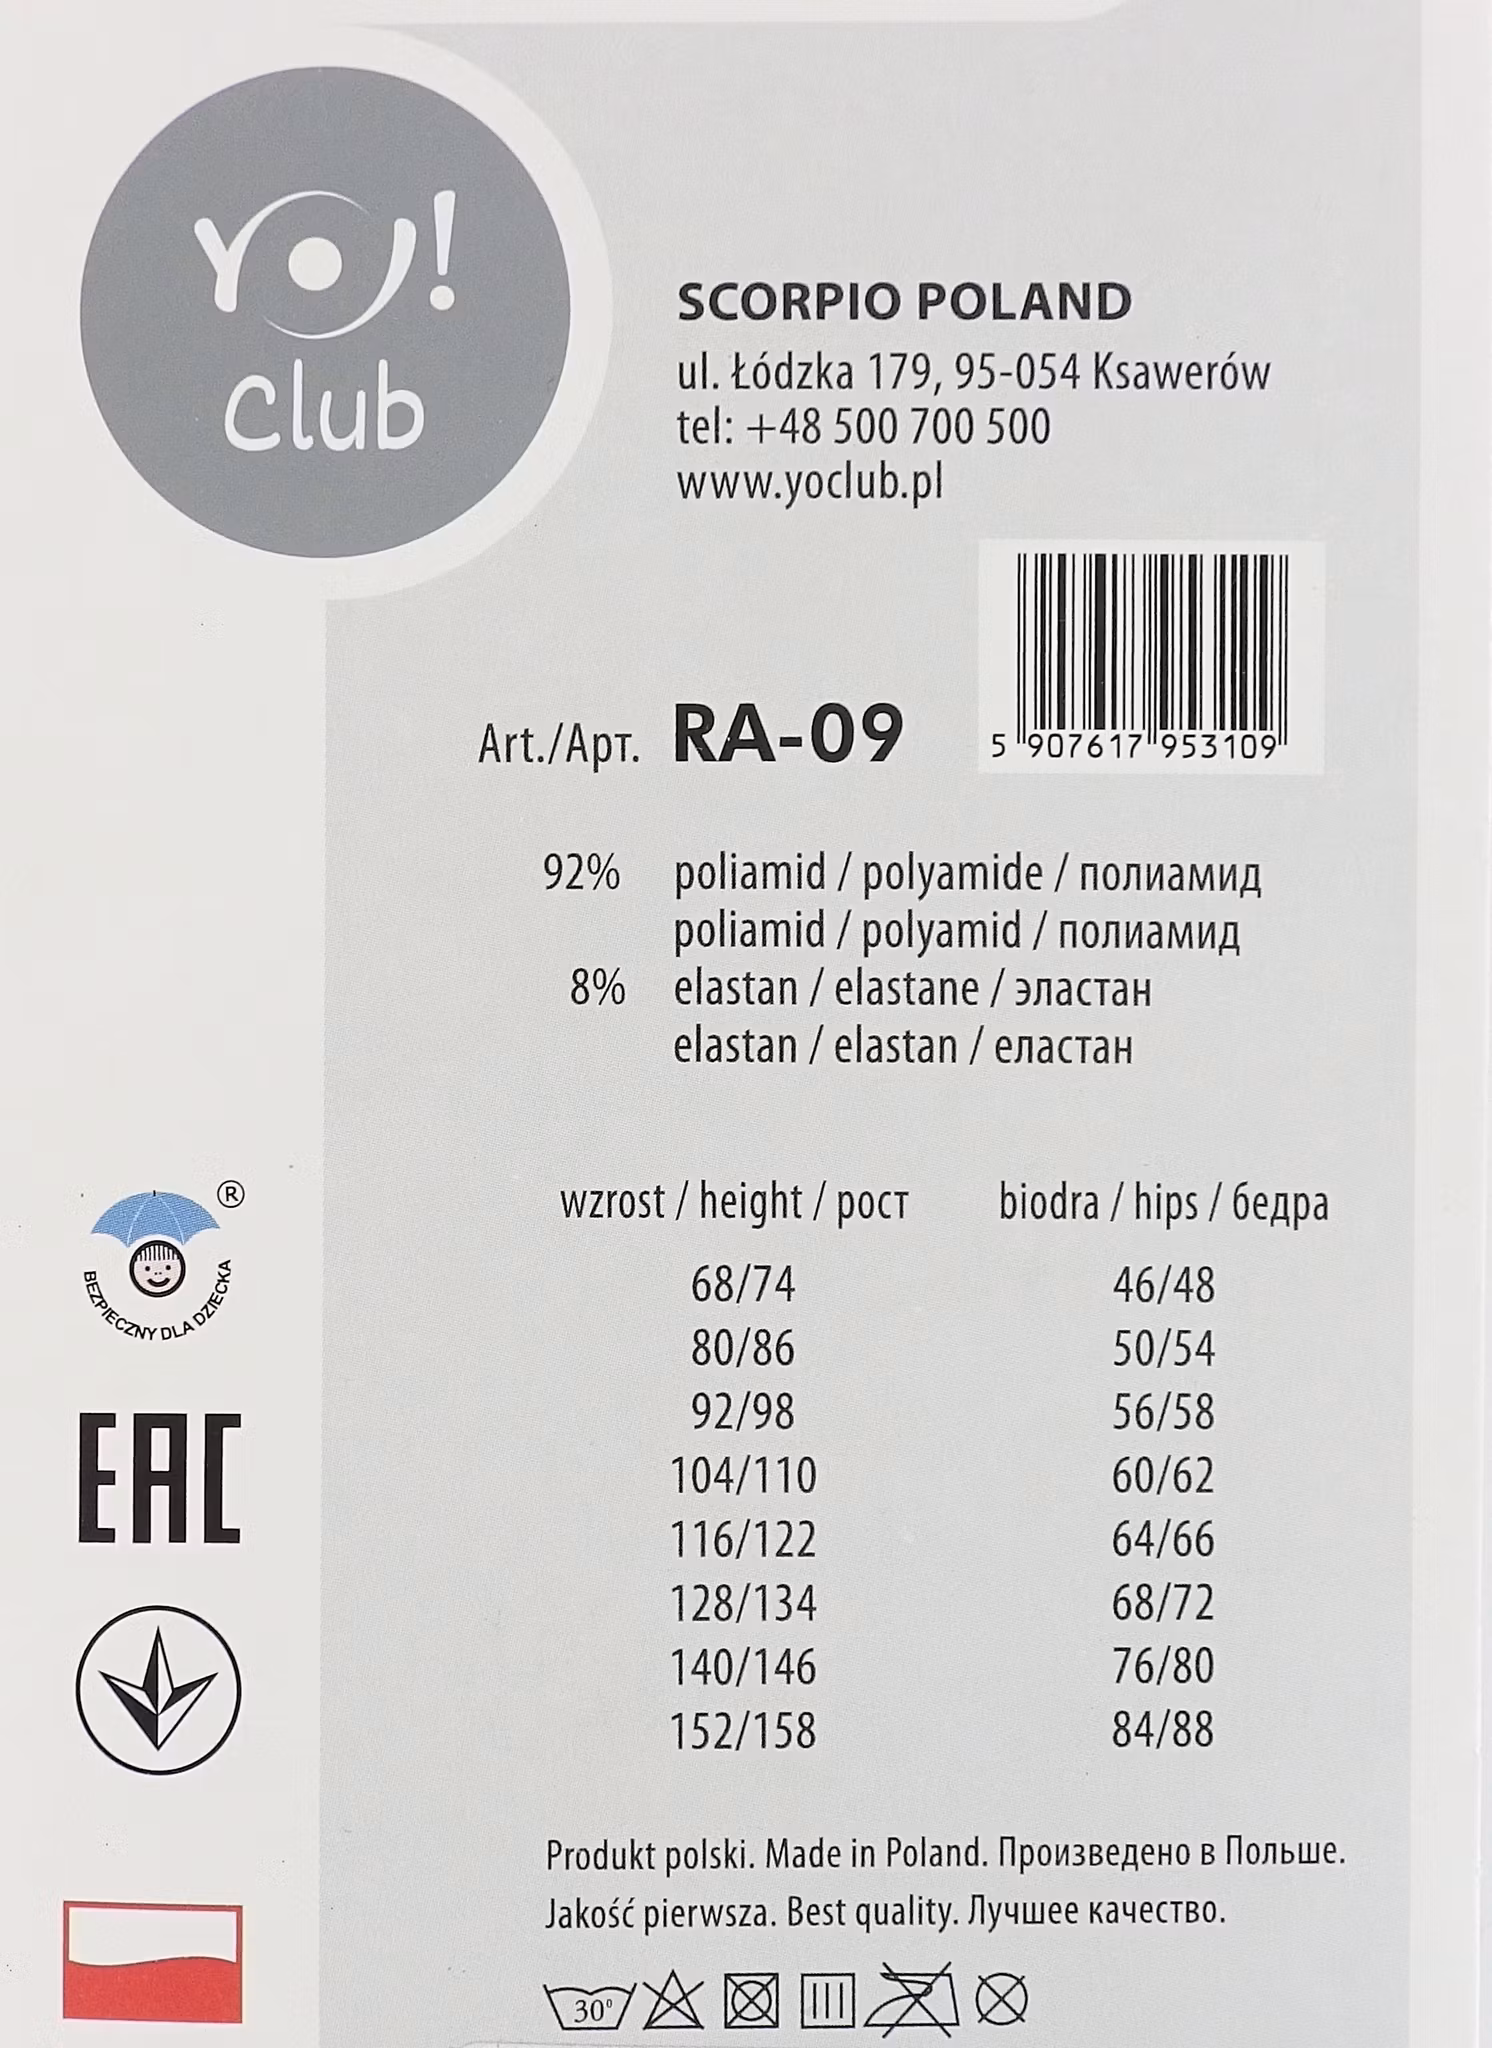 YO!
Club
SCORPIO POLAND
ul. Łódzka 179, 95-054 Ksawerów
tel: +48 500 700 500
www.yoclub.pl
5 907617 953109
Art./Арт. RA-09
92% poliamid / polyamide / полиамид
poliamid / polyamid / полиамид
8% elastan / elastane / эластан
elastan / elastan / еластан
wzrost / height / рост biodra / hips / бедра
68/74 46/48
80/86 50/54
92/98 56/58
104/110 60/62
116/122 64/66
128/134 68/72
140/146 76/80
152/158 84/88
®
BEZPIECZNY DLA DZIECKA
EAC
Produkt polski. Made in Poland. Произведено в Польше.
Jakość pierwsza. Best quality. Лучшее качество.
30°